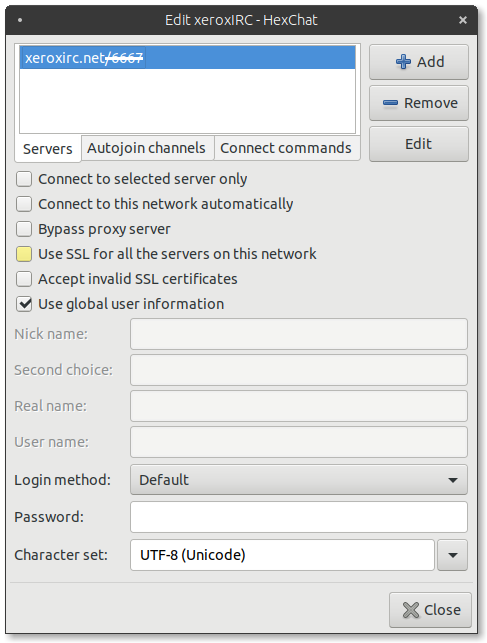 Edit xeroxIRC - HexChat
xeroxirc.net/6667
Add
Remove
Edit
Servers
Autojoin channels
Connect commands
Connect to selected server only
Connect to this network automatically
Bypass proxy server
Use SSL for all the servers on this network
Accept invalid SSL certificates
Use global user information
Nick name:
Second choice:
Real name:
User name:
Login method: Default
Password:
Character set: UTF-8 (Unicode)
Close